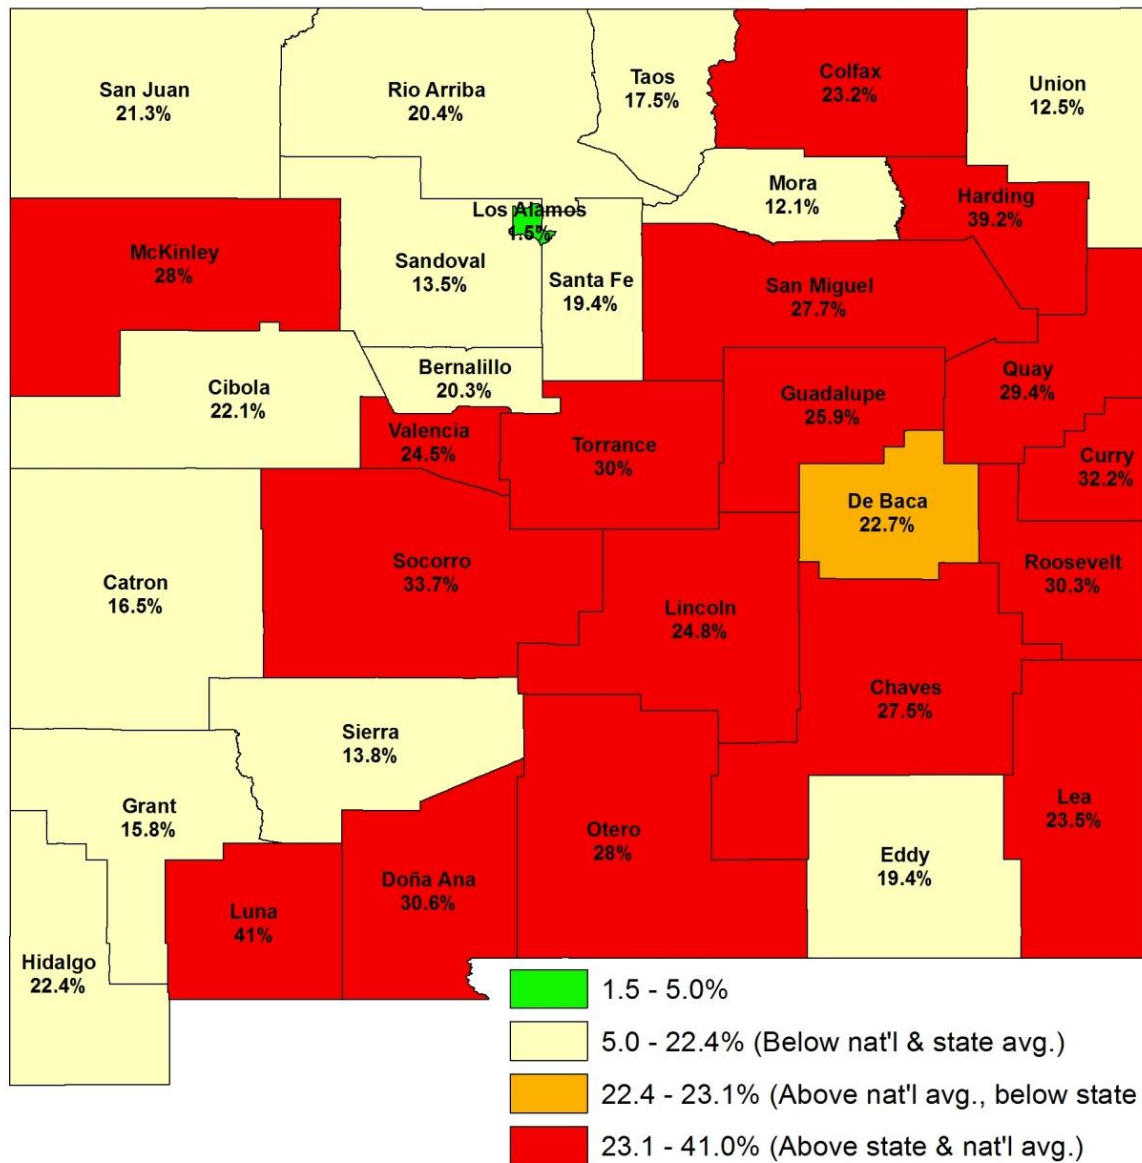 San Juan
21.3%
Rio Arriba
20.4%
Taos
17.5%
Colfax
23.2%
Union
12.5%
Mora
12.1%
Harding
39.2%
Los Alamos
1.5%
McKinley
28%
Sandoval
13.5%
Santa Fe
19.4%
San Miguel
27.7%
Bernalillo
20.3%
Cibola
22.1%
Quay
29.4%
Guadalupe
25.9%
Valencia
24.5%
Torrance
30%
Curry
32.2%
De Baca
22.7%
Catron
16.5%
Socorro
33.7%
Roosevelt
30.3%
Lincoln
24.8%
Chaves
27.5%
Sierra
13.8%
Grant
15.8%
Otero
28%
Lea
23.5%
Eddy
19.4%
Doña Ana
30.6%
Luna
41%
Hidalgo
22.4%
1.5 - 5.0%
5.0 - 22.4% (Below nat'l & state avg.)
22.4 - 23.1% (Above nat'l avg., below state
23.1 - 41.0% (Above state & nat'l avg.)